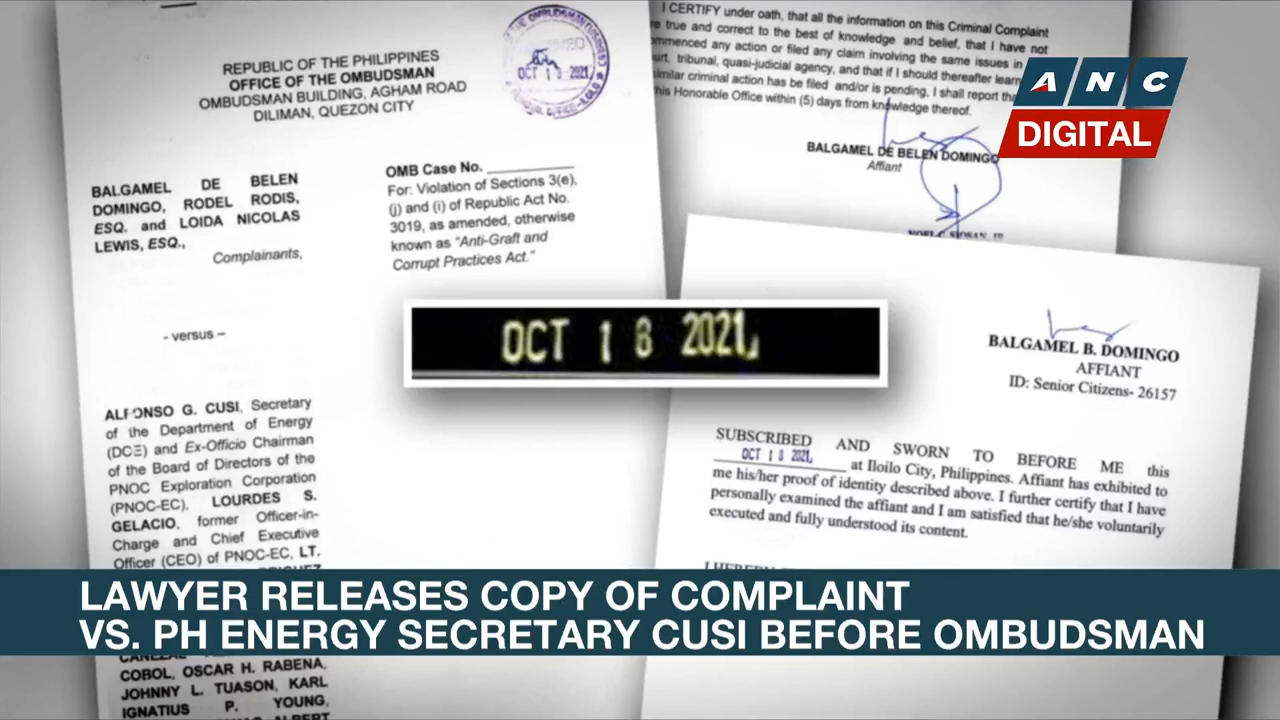 REPUBLIC OF THE PHILIPPINES
OFFICE OF THE OMBUDSMAN
OMBUDSMAN BUILDING, AGHAM ROAD
DILIMAN, QUEZON CITY
BALGAMEL DE BELEN
DOMINGO, RODEL RODIS,
ESQ. and LOIDA NICOLAS
LEWIS, ESQ.,
Complainants,
- versus –
ALFONSO G. CUSI, Secretary
of the Department of Energy
(DOE) and Ex-Officio Chairman
of the Board of Directors of the
PNOC Exploration Corporation
(PNOC-EC), LOURDES S.
GELACIO, former Officer-in-
Charge and Chief Executive
Officer (CEO) of PNOC-EC, LT.
COBOL, OSCAR H. RABENA,
JOHNNY L. TUASON, KARL
IGNATIUS P. YOUNG,
ALBERT
OMB Case No.
For: Violation of Sections 3(e),
(j) and (i) of Republic Act No.
3019, as amended, otherwise
known as "Anti-Graft and
Corrupt Practices Act."
I CERTIFY under oath, that all the information on this Criminal Complaint
true and correct to the best of knowledge and belief, that I have not
any action or filed any claim involving the same issues in
tribunal, quasi-judicial agency, and that if I should thereafter learn
similar criminal action has been filed and/or is pending, I shall report
Honorable Office within (5) days from knowledge thereof.
BALGAMEL DE BELEN DOMINGO
Affiant
ANC
DIGITAL
OCT 18 2021
BALGAMEL B. DOMINGO
AFFIANT
ID: Senior Citizens- 26157
SUBSCRIBED AND SWORN TO BEFORE ME this
OCT 18 2021 at Iloilo City, Philippines. Affiant has exhibited to
me his/her proof of identity described above. I further certify that I have
personally examined the affiant and I am satisfied that he/she voluntarily
executed and fully understood its content.
LAWYER RELEASES COPY OF COMPLAINT
VS. PH ENERGY SECRETARY CUSI BEFORE OMBUDSMAN